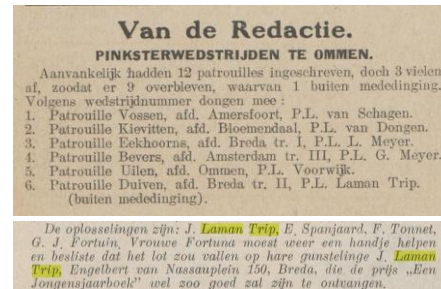 Van de Redactie.
PINKSTERWEDSTRIJDEN TE OMMEN.
Aanvankelijk hadden 12 patrouilles ingeschreven, doch 3 vielen
af, zoodat er 9 overbleven, waarvan 1 buiten mededinging.
Volgens wedstrijdnummer dongen mee:
1. Patrouille Vossen, afd. Amersfoort, P.L. van Schagen.
2. Patrouille Kievitten, afd. Bloemendaal, P.L. van Dongen.
3. Patrouille Eekhoorns, afd. Breda tr. I, P.L. L. Meyer.
4. Patrouille Bevers, afd. Amsterdam tr. III, P.L. G. Meyer.
5. Patrouille Uilen, afd. Ommen, P.L. Voorwijk.
6. Patrouille Duiven, afd. Breda tr. II, P.L. Laman Trip.
(buiten mededinging).
De oplosselingen zijn: J. Laman Trip, E. Spanjaard, F. Tonnet,
G. J. Fortuin. Vrouwe Fortuna moest weer een handje helpen
en besliste dat het lot zou vallen op hare gunstelinge J. Laman
Trip, Engelbert van Nassauplein 150, Breda, die de prijs „Een
Jongensjaarboek" wel zoo goed zal zijn te ontvangen.